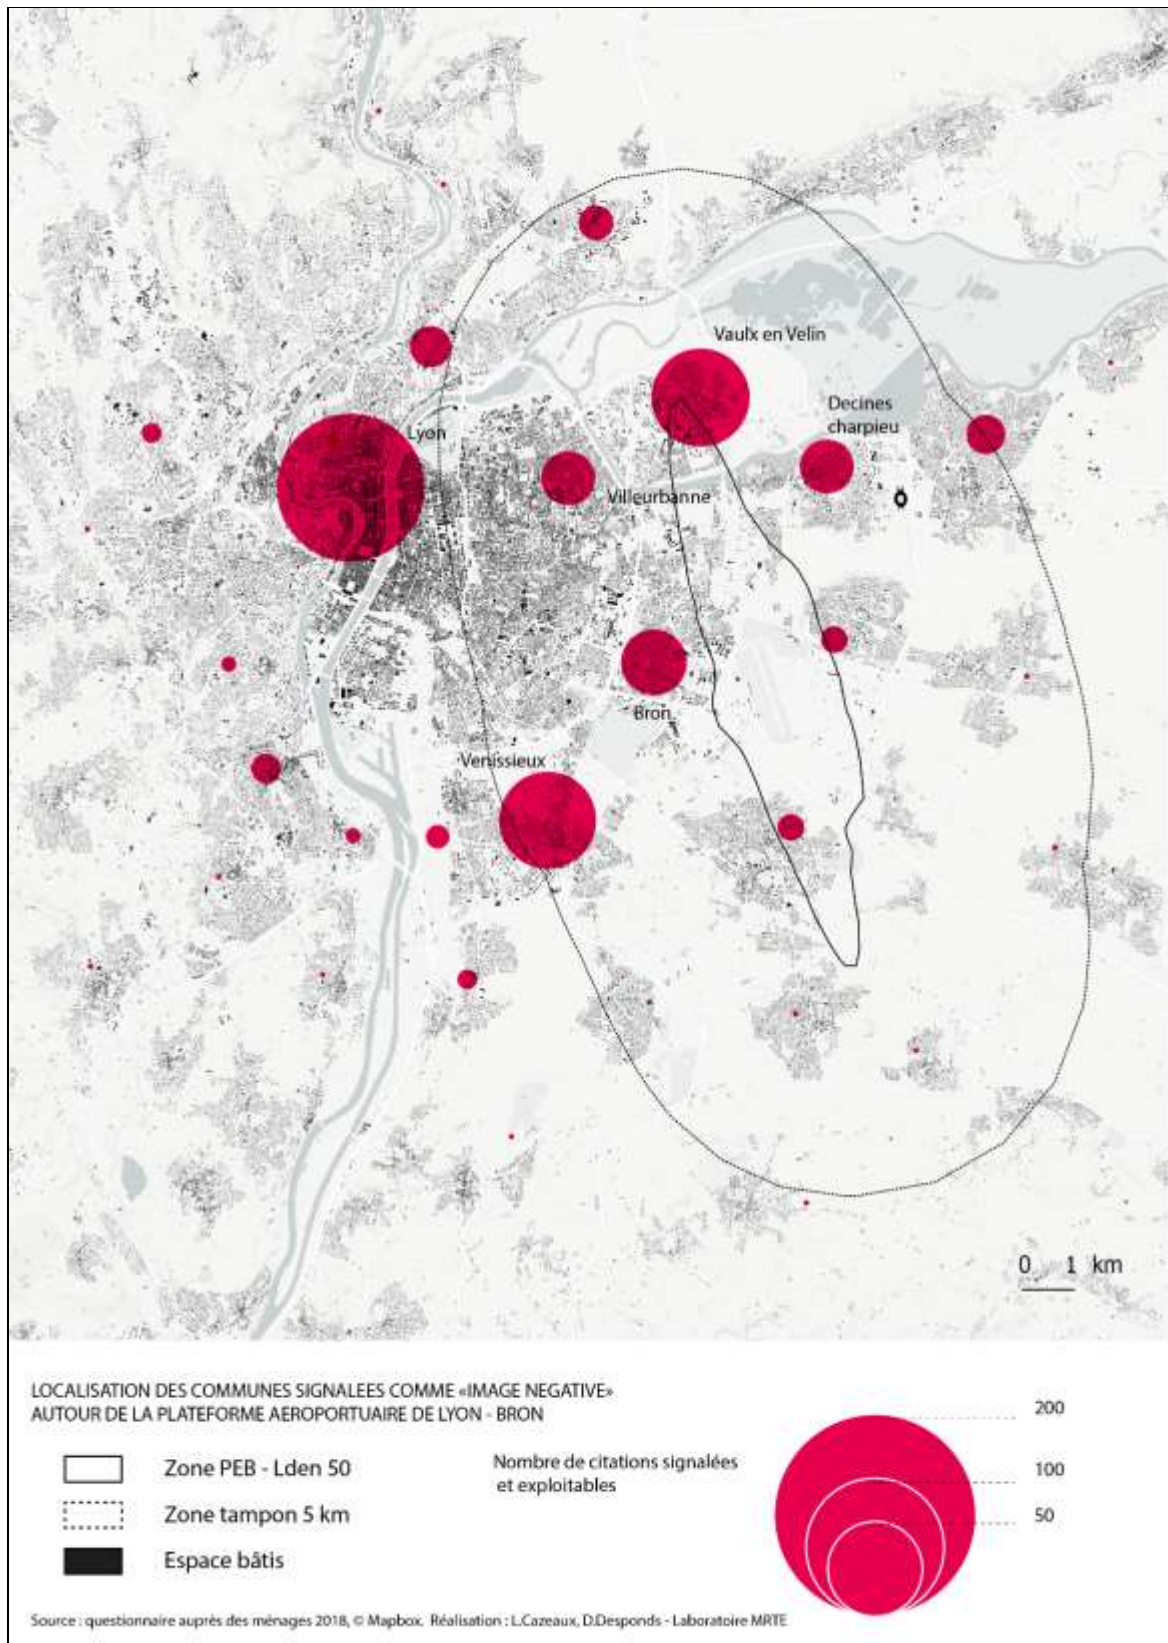 Vaulx en Velin
Decines
charpieu
Lyon
Villeurbanne
Bron
Venissieux
0 1 km
LOCALISATION DES COMMUNES SIGNALEES COMME «IMAGE NEGATIVE»
AUTOUR DE LA PLATEFORME AEROPORTUAIRE DE LYON - BRON
Zone PEB - Lden 50
Zone tampon 5 km
Espace bâtis
Nombre de citations signalées
et exploitables
200
100
50
Source : questionnaire auprès des ménages 2018, © Mapbox. Réalisation : L.Cazeaux, D.Desponds - Laboratoire MRTE